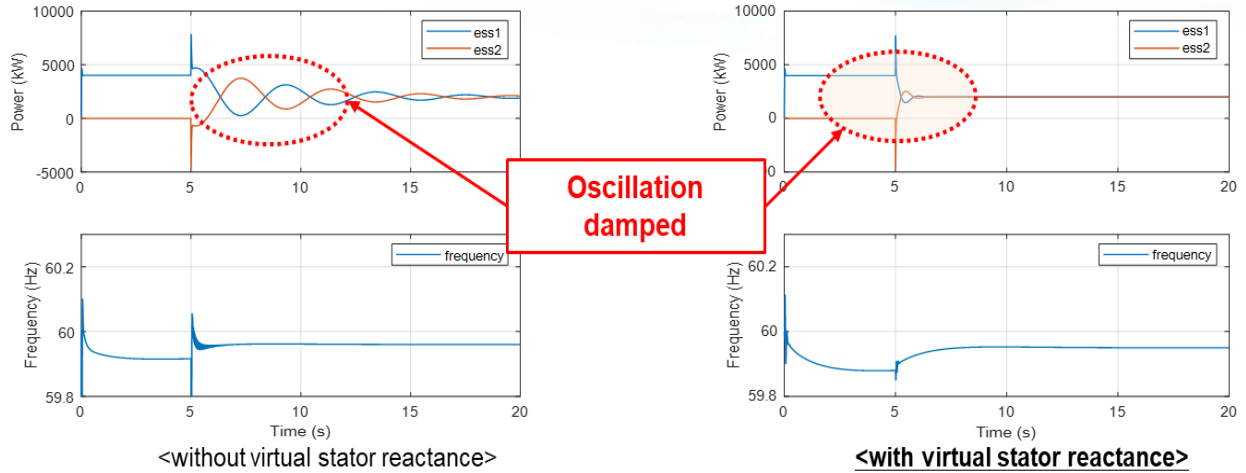 10000
5000
0
-5000
Power (kW)
ess1
ess2
0
5
10
15
20
10000
5000
0
0
Power (kW)
ess1
ess2
0
5
10
15
20
Oscillation
damped
60.2
60
59.8
Frequency (Hz)
frequency
0
5
10
15
20
Time (s)
<without virtual stator reactance>
60.2
60
59.8
Frequency (Hz)
frequency
0
5
10
15
20
Time (s)
<with virtual stator reactance>